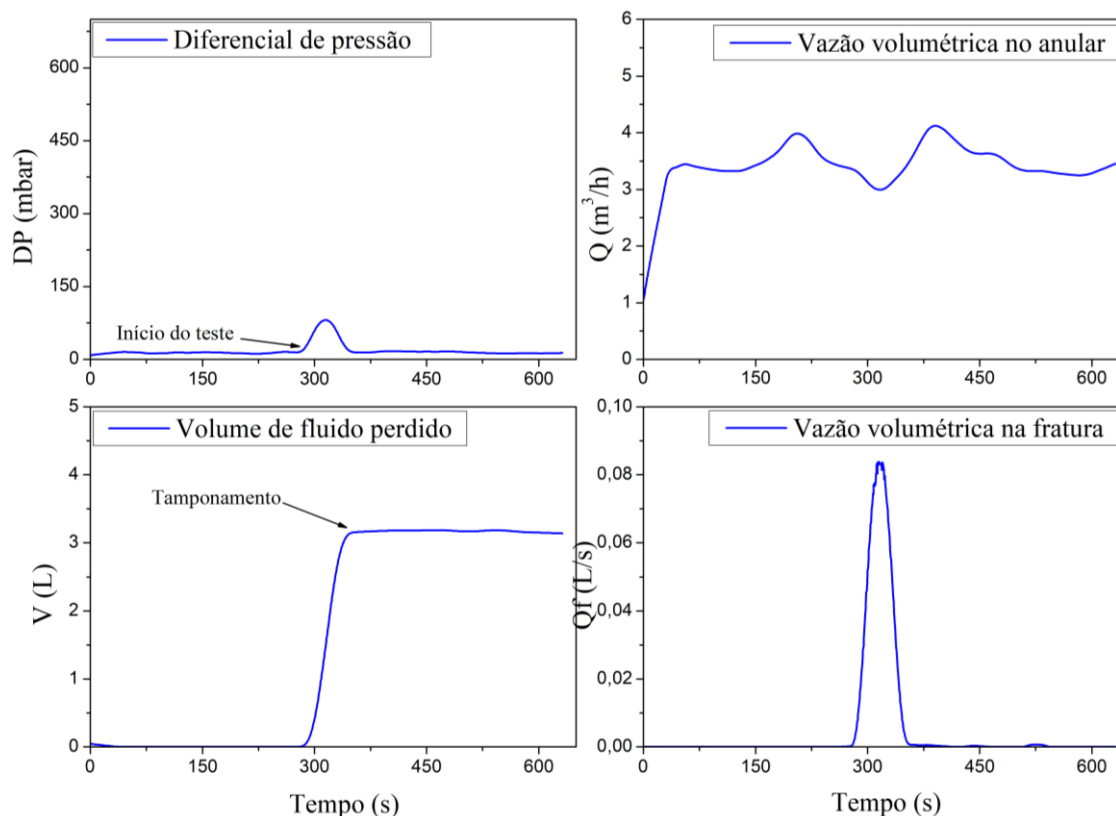 Diferencial de pressão
600
450
300
150
0
DP (mbar)
Início do teste
0 150 300 450 600
Vazão volumétrica no anular
6
5
4
3
2
1
0
Q (m³/h)
0 150 300 450 600
Volume de fluido perdido
5
4
3
2
1
0
V (L)
Tamponamento
0 150 300 450 600
Tempo (s)
Vazão volumétrica na fratura
0,10
0,08
0,06
0,04
0,02
0,00
Qf (L/s)
0 150 300 450 600
Tempo (s)